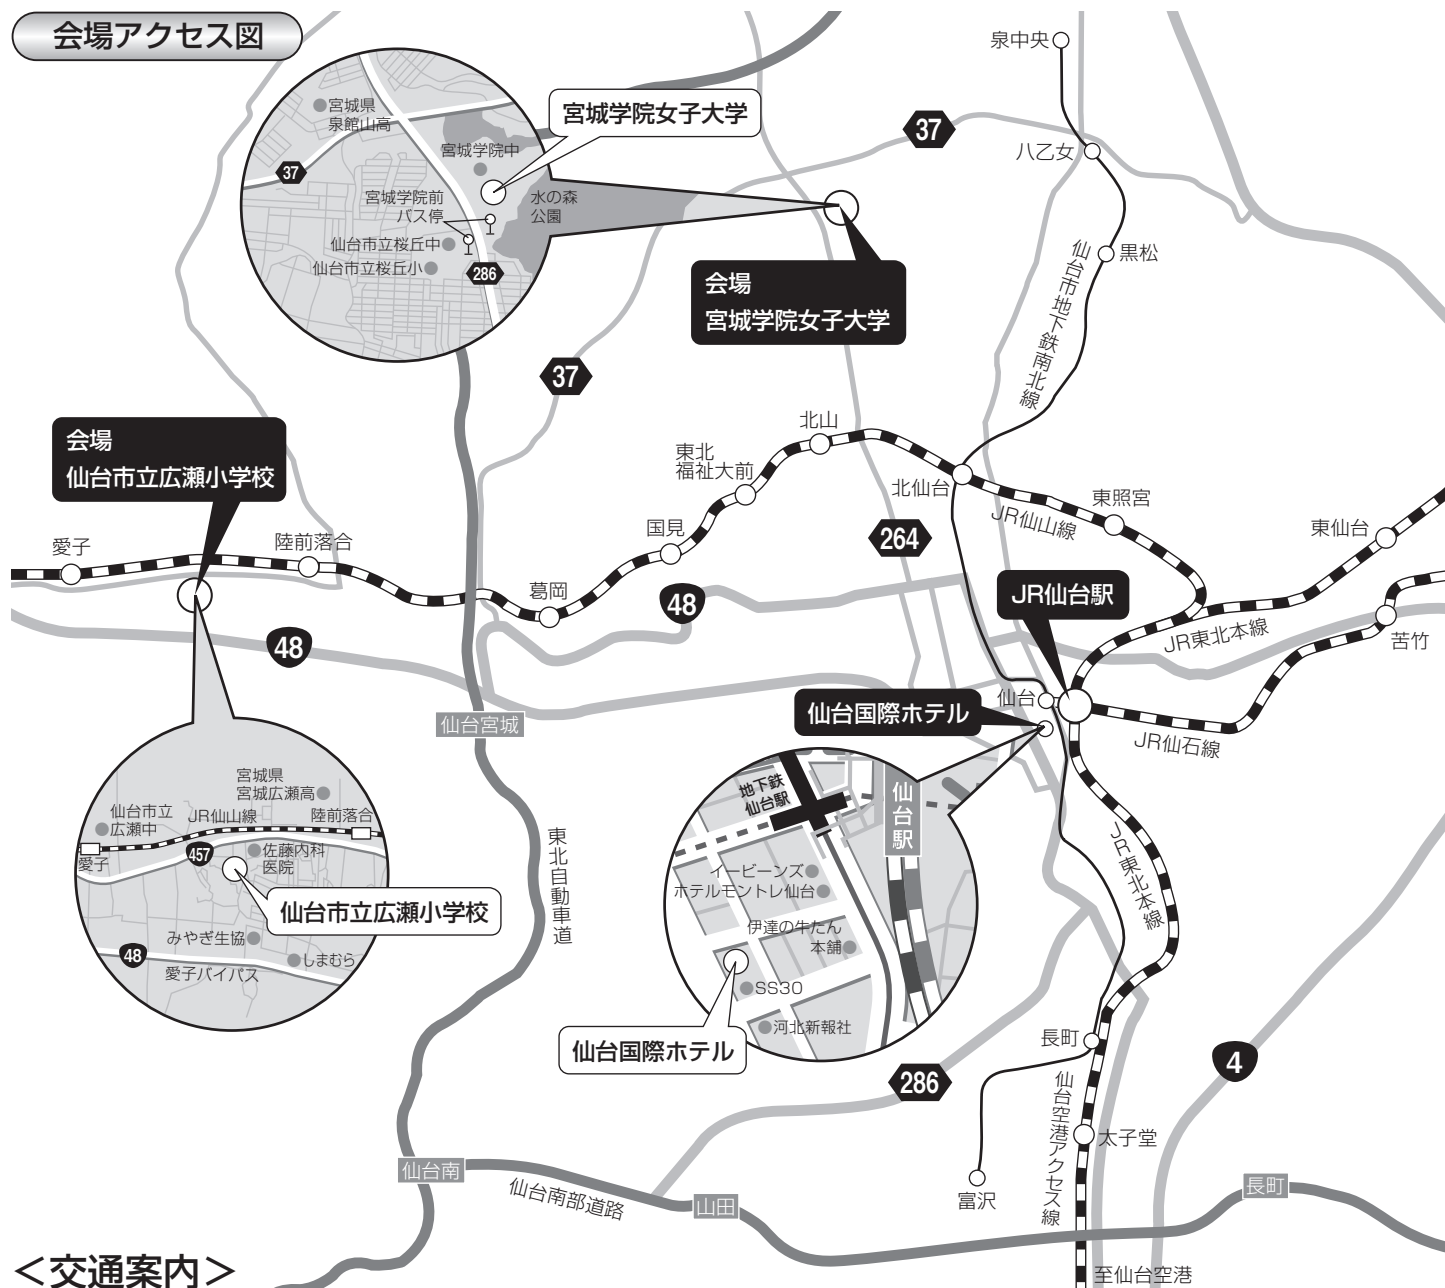 会場アクセス図
泉中央
宮城県
泉館山高
宮城学院女子大学
37
宮城学院中
37
八乙女
宮城学院前
バス停
水の森
公園
仙台市立桜丘中
仙台市立桜丘小
286
黒松
仙台市地下鉄南北線
会場
宮城学院女子大学
37
会場
仙台市立広瀬小学校
北山
東北
福祉大前
北仙台
JR仙山線
東照宮
東仙台
国見
264
愛子
陸前落合
葛岡
48
JR仙台駅
48
JR東北本線
苦竹
仙台
仙台国際ホテル
仙台宮城
JR仙石線
宮城県
宮城広瀬高
仙台市立
広瀬中
JR仙山線
陸前落合
愛子
457
佐藤内科
医院
仙台市立広瀬小学校
みやぎ生協
48
しまむら
愛子バイパス
東北自動車道
地下鉄
仙台駅
仙台駅
イービーンズ
ホテルモントレ仙台
伊達の牛たん
本舗
SS30
河北新報社
仙台国際ホテル
JR東北本線
長町
286
4
仙台空港アクセス線
太子堂
仙台南
仙台南部道路
山田
富沢
長町
至仙台空港
＜交通案内＞